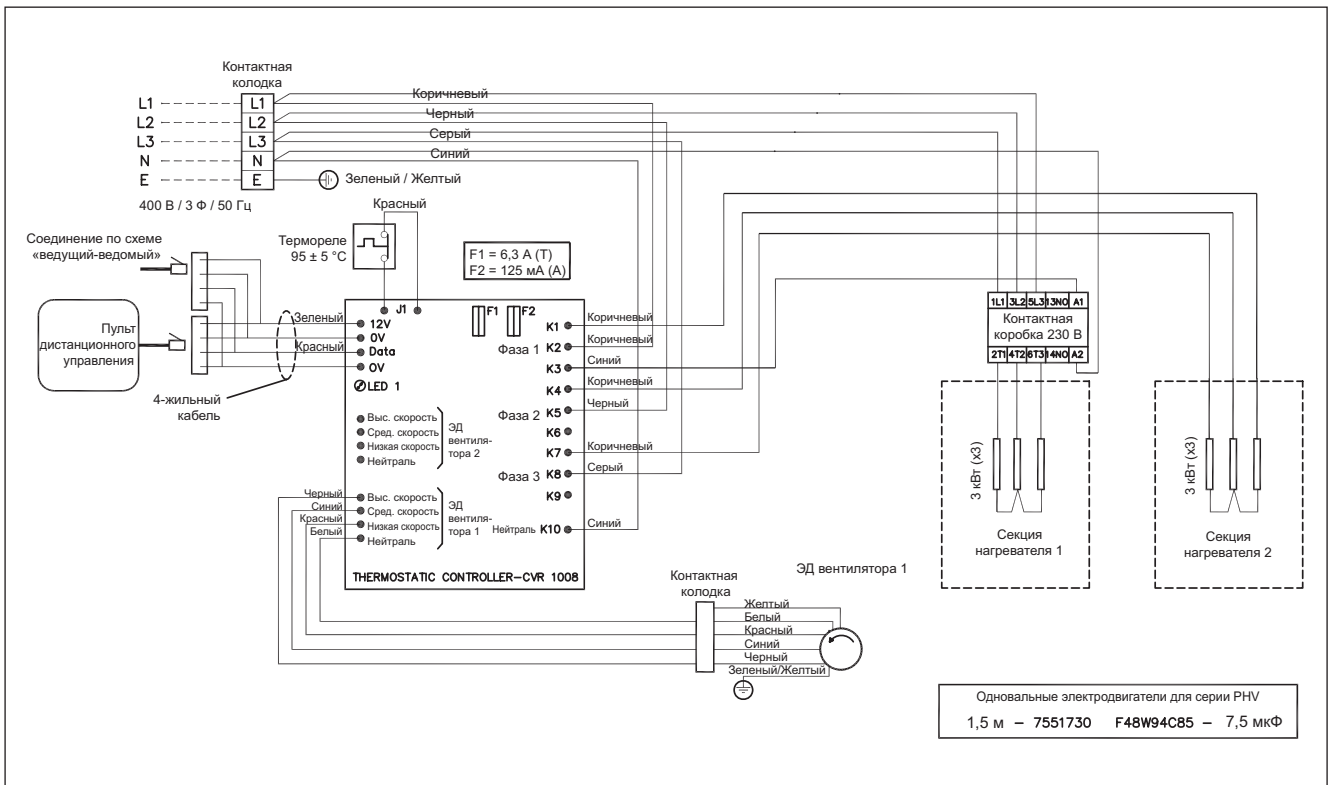 Контактная
колодка
L1 L1
L2 L2
L3 L3
N N
E E
Коричневый
Черный
Серый
Синий
Зеленый / Желтый
400 В / 3 Ф / 50 Гц
Красный
Соединение по схеме
«ведущий-ведомый»
Термореле
95 ± 5 °C
F1 = 6,3 А (Т)
F2 = 125 мА (А)
Пульт
дистанционного
управления
4-жильный
кабель
Зеленый
Красный
J1
12V
0V
Data
0V
LED 1
F1
F2
Фаза 1
Фаза 2
Фаза 3
Нейтраль
K1
K2
K3
K4
K5
K6
K7
K8
K9
K10
Коричневый
Коричневый
Синий
Коричневый
Черный
Коричневый
Серый
Синий
Выс. скорость
Сред. скорость
Низкая скорость
Нейтраль
ЭД
вентиля-
тора 2
Черный
Синий
Красный
Белый
Выс. скорость
Сред. скорость
Низкая скорость
Нейтраль
ЭД
вентиля-
тора 1
THERMOSTATIC CONTROLLER-CVR 1008
1L1 3L2 5L3 13NO A1
Контактная
коробка 230 В
2T1 4T2 6T3 14NO A2
3 кВт (x3)
Секция
нагревателя 1
3 кВт (x3)
Секция
нагревателя 2
Контактная
колодка
ЭД вентилятора 1
Желтый
Белый
Красный
Синий
Черный
Зеленый/Желтый
Одновальные электродвигатели для серии PHV
1,5 м – 7551730 F48W94C85 – 7,5 мкФ